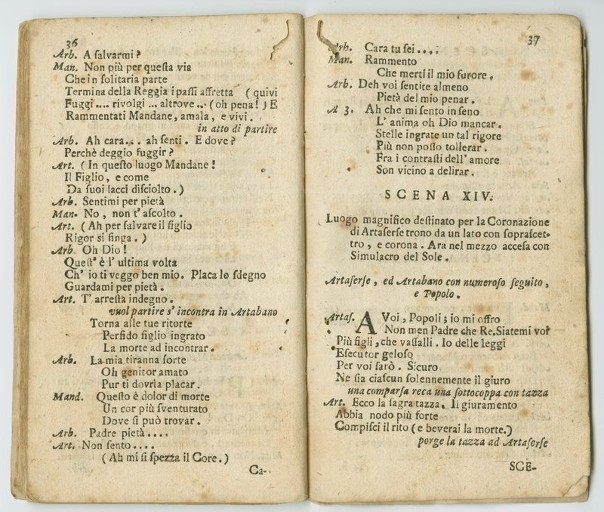 36
Arb. A salvarmi?
Man. Non più per questa via
Che in solitaria parte
Termina della Reggia i passi affretta (quivi
Fuggi.... rivolgi... altrove... (oh pena!) E
Rammentati Mandane, amala, e vivi.
in atto di partire
Arb. Ah cara... ah senti. E dove?
Perchè deggio fuggir?
Art. (In questo luogo Mandane!
Il Figlio, e come
Da suoi lacci disciolto.)
Arb. Sentimi per pietà
Man. No, non t'ascolto.
Art. (Ah per salvare il figlio
Rigor si finga.)
Arb. Oh Dio!
Quest' è l' ultima volta
Ch' io ti veggo ben mio. Placa lo sdegno
Guardami per pietà.
Art. T' arresta indegno.
vuol partire s' incontra in Artabano
Torna alle tue ritorte
Perfido figlio ingrato
La morte ad incontrar.
Arb. La mia tiranna sorte
Oh genitor amato
Pur ti dovria placar.
Mand. Questo è dolor di morte
Un cor più sventurato
Dove si può trovar.
Arb. Padre pietà....
Art. Non sento....
(Ah mi si spezza il Core.)
Ca-
37
Arb. Cara tu sei....
Man. Rammento
Che merti il mio furore.
Arb. Deh voi sentite almeno
Pietà del mio penar.
A 3. Ah che mi sento in seno
L' anima oh Dio mancar.
Stelle ingrate un tal rigore
Più non posso tollerar.
Fra i contrasti dell' amore
Son vicino a delirar.
SCENA XIV.
Luogo magnifico destinato per la Coronazione
di Artaserse trono da un lato con soprascet-
tro, e corona. Ara nel mezzo accesa con
Simulacro del Sole.
Artaserse, ed Artabano con numeroso seguito,
e Popolo.
Artas. A Voi, Popoli; io mi offro
Non men Padre che Re. Siatemi voi
Più figli, che vassalli. Io delle leggi
Esecutor geloso
Per voi sarò. Sicuro
Ne sia ciascun solennemente il giuro
una comparsa reca una sottocoppa con tazza
Art. Ecco la sagra tazza. Il giuramento
Abbia nodo più forte
Compisci il rito (e beverai la morte.)
porge la tazza ad Artaserse
SCE-